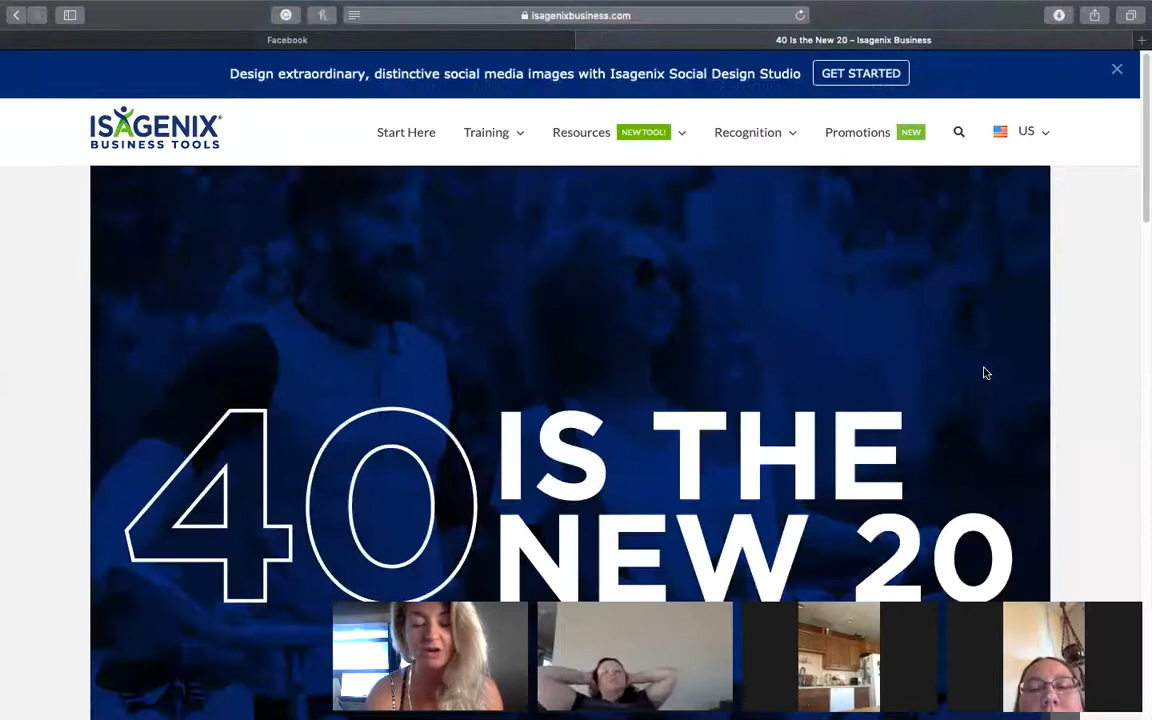 isagenixbusiness.com
Facebook
40 Is the New 20 – Isagenix Business
Design extraordinary, distinctive social media images with Isagenix Social Design Studio
GET STARTED
ISAGENIX®
BUSINESS TOOLS
Start Here
Training
Resources
NEW TOOL!
Recognition
Promotions
NEW
US
40 IS THE
NEW 20